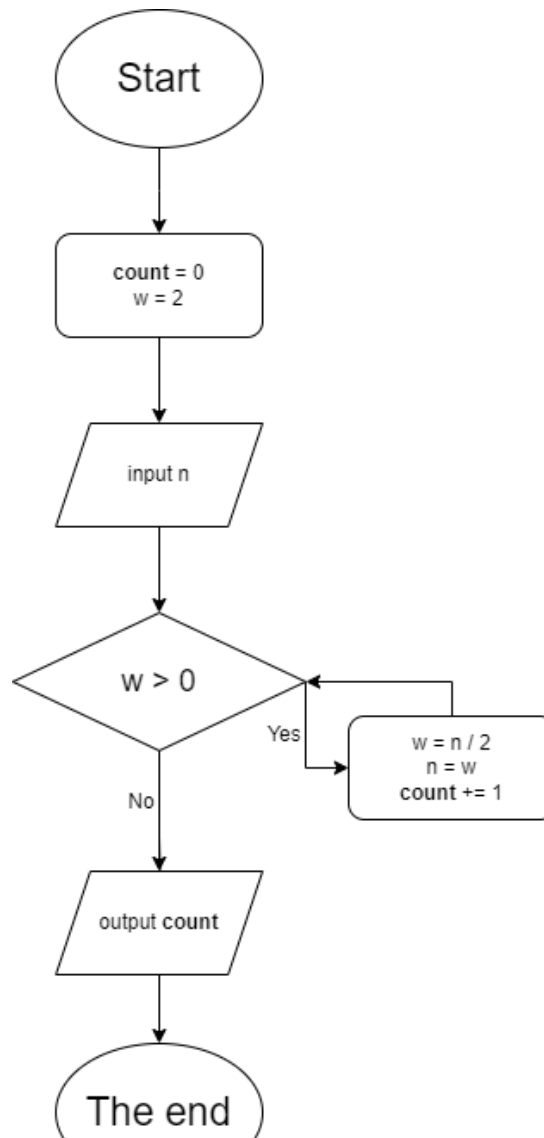 Start
count = 0
w = 2
input n
w > 0
Yes
w = n / 2
n = w
count += 1
No
output count
The end